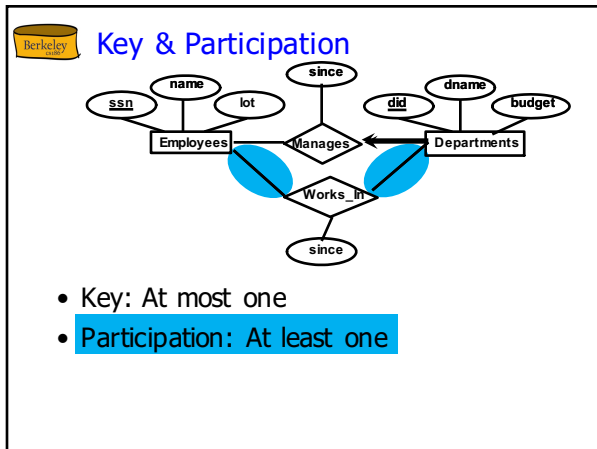 Berkeley
cs186
Key & Participation
since
name
dname
ssn
lot
did
budget
Employees
Manages
Departments
Works_In
since
• Key: At most one
• Participation: At least one